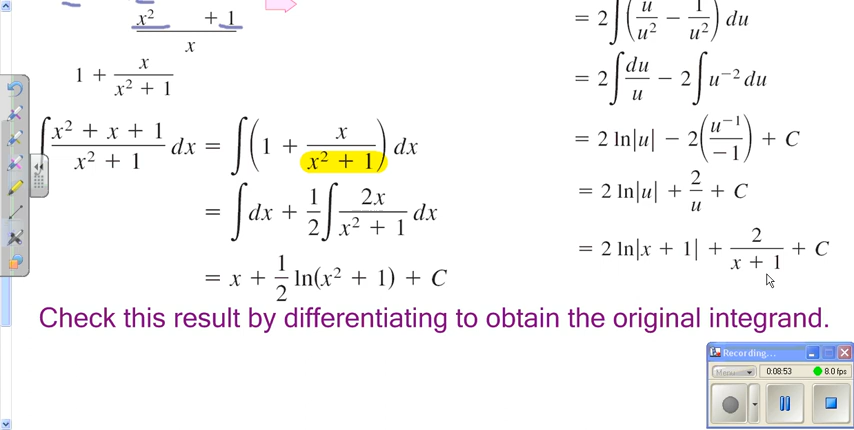 x² + 1
x
1 + x/(x² + 1)
∫ (x² + x + 1)/(x² + 1) dx = ∫(1 + x/(x² + 1)) dx
= ∫dx + 1/2 ∫ 2x/(x² + 1) dx
= x + 1/2 ln(x² + 1) + C
= 2∫(u/u² − 1/u²) du
= 2∫du/u − 2∫u⁻² du
= 2 ln|u| − 2(u⁻¹/−1) + C
= 2 ln|u| + 2/u + C
= 2 ln|x + 1| + 2/(x + 1) + C
Check this result by differentiating to obtain the original integrand.
Recording...
Menu 0:08:53 8.0 fps